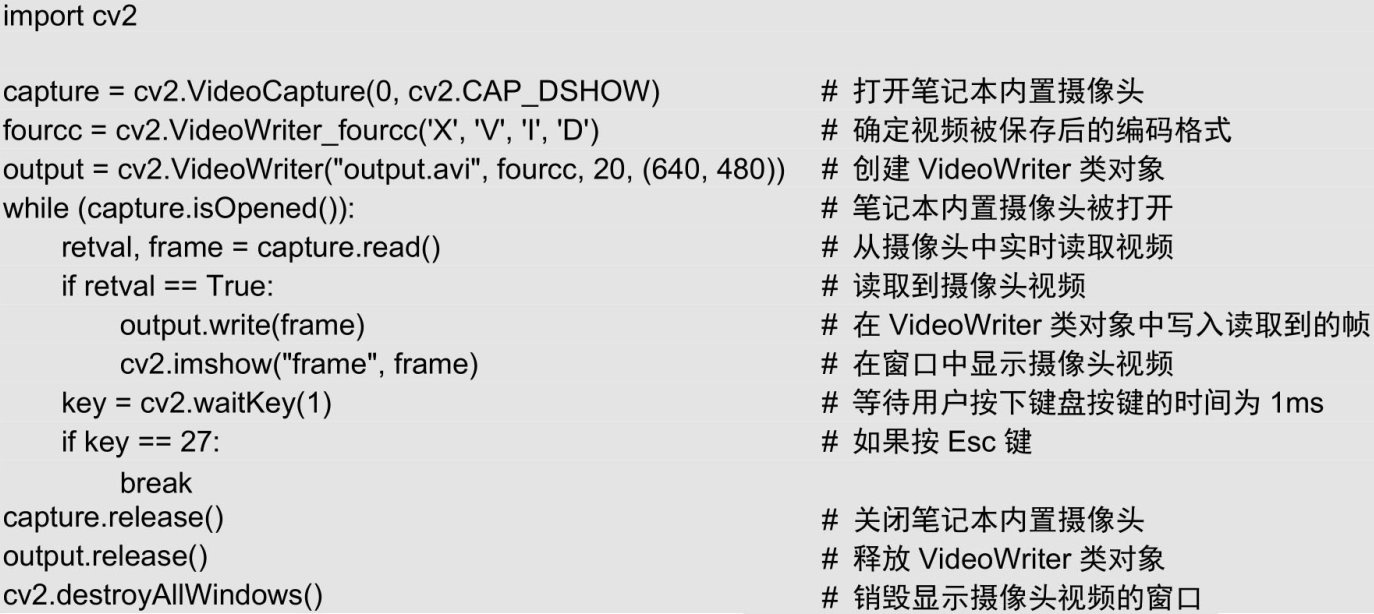 import cv2
capture = cv2.VideoCapture(0, cv2.CAP_DSHOW) # 打开笔记本内置摄像头
fourcc = cv2.VideoWriter_fourcc('X', 'V', 'I', 'D') # 确定视频被保存后的编码格式
output = cv2.VideoWriter("output.avi", fourcc, 20, (640, 480)) # 创建 VideoWriter 类对象
while (capture.isOpened()): # 笔记本内置摄像头被打开
    retval, frame = capture.read() # 从摄像头中实时读取视频
    if retval == True: # 读取到摄像头视频
        output.write(frame) # 在 VideoWriter 类对象中写入读取到的帧
        cv2.imshow("frame", frame) # 在窗口中显示摄像头视频
    key = cv2.waitKey(1) # 等待用户按下键盘按键的时间为 1ms
    if key == 27: # 如果按 Esc 键
        break
capture.release() # 关闭笔记本内置摄像头
output.release() # 释放 VideoWriter 类对象
cv2.destroyAllWindows() # 销毁显示摄像头视频的窗口